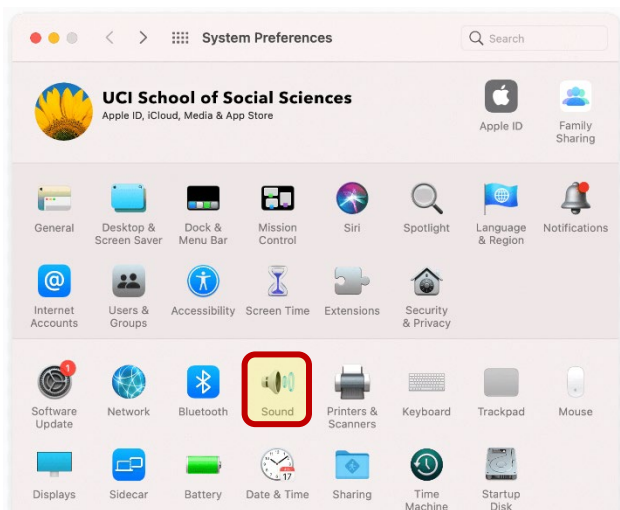 System Preferences
Search
UCI School of Social Sciences
Apple ID, iCloud, Media & App Store
Apple ID
Family
Sharing
General
Desktop &
Screen Saver
Dock &
Menu Bar
Mission
Control
Siri
Spotlight
Language
& Region
Notifications
@
Internet
Accounts
Users &
Groups
Accessibility
Screen Time
Extensions
Security
& Privacy
1
Software
Update
Network
Bluetooth
Sound
Printers &
Scanners
Keyboard
Trackpad
Mouse
17
Displays
Sidecar
Battery
Date & Time
Sharing
Time
Machine
Startup
Disk